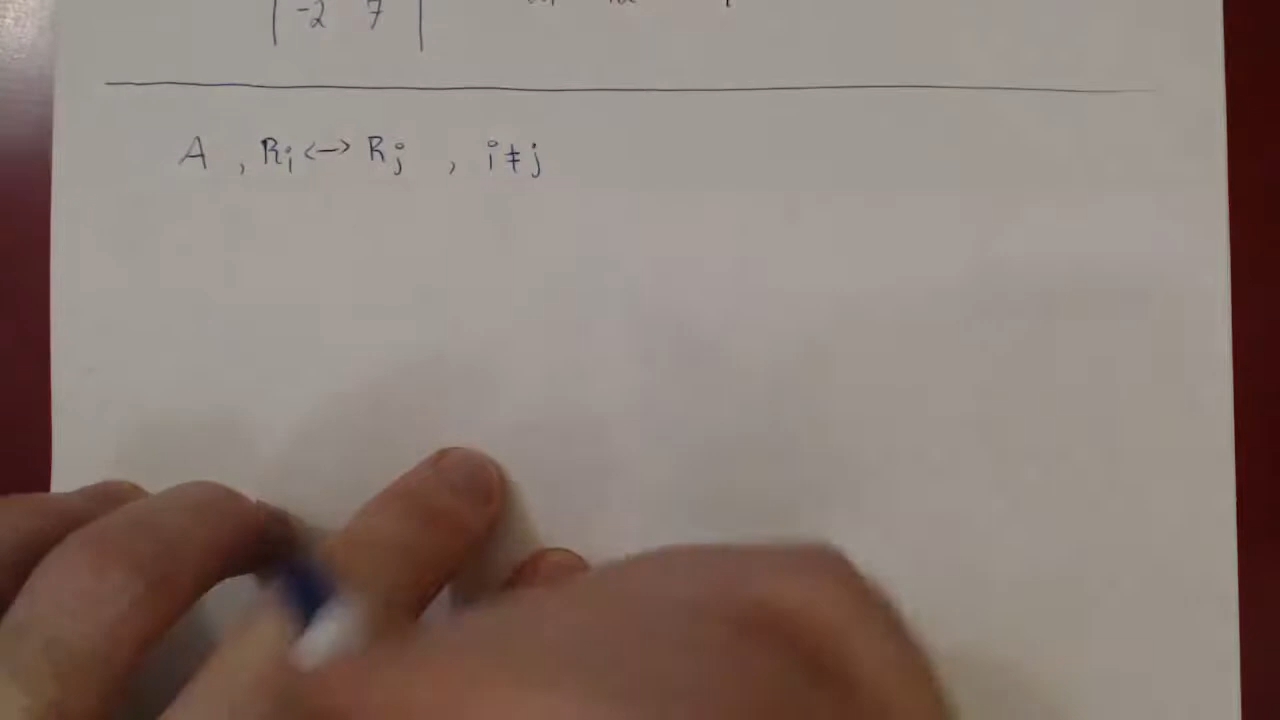 | -2 7 |
A , Ri <-> Rj , i ≠ j